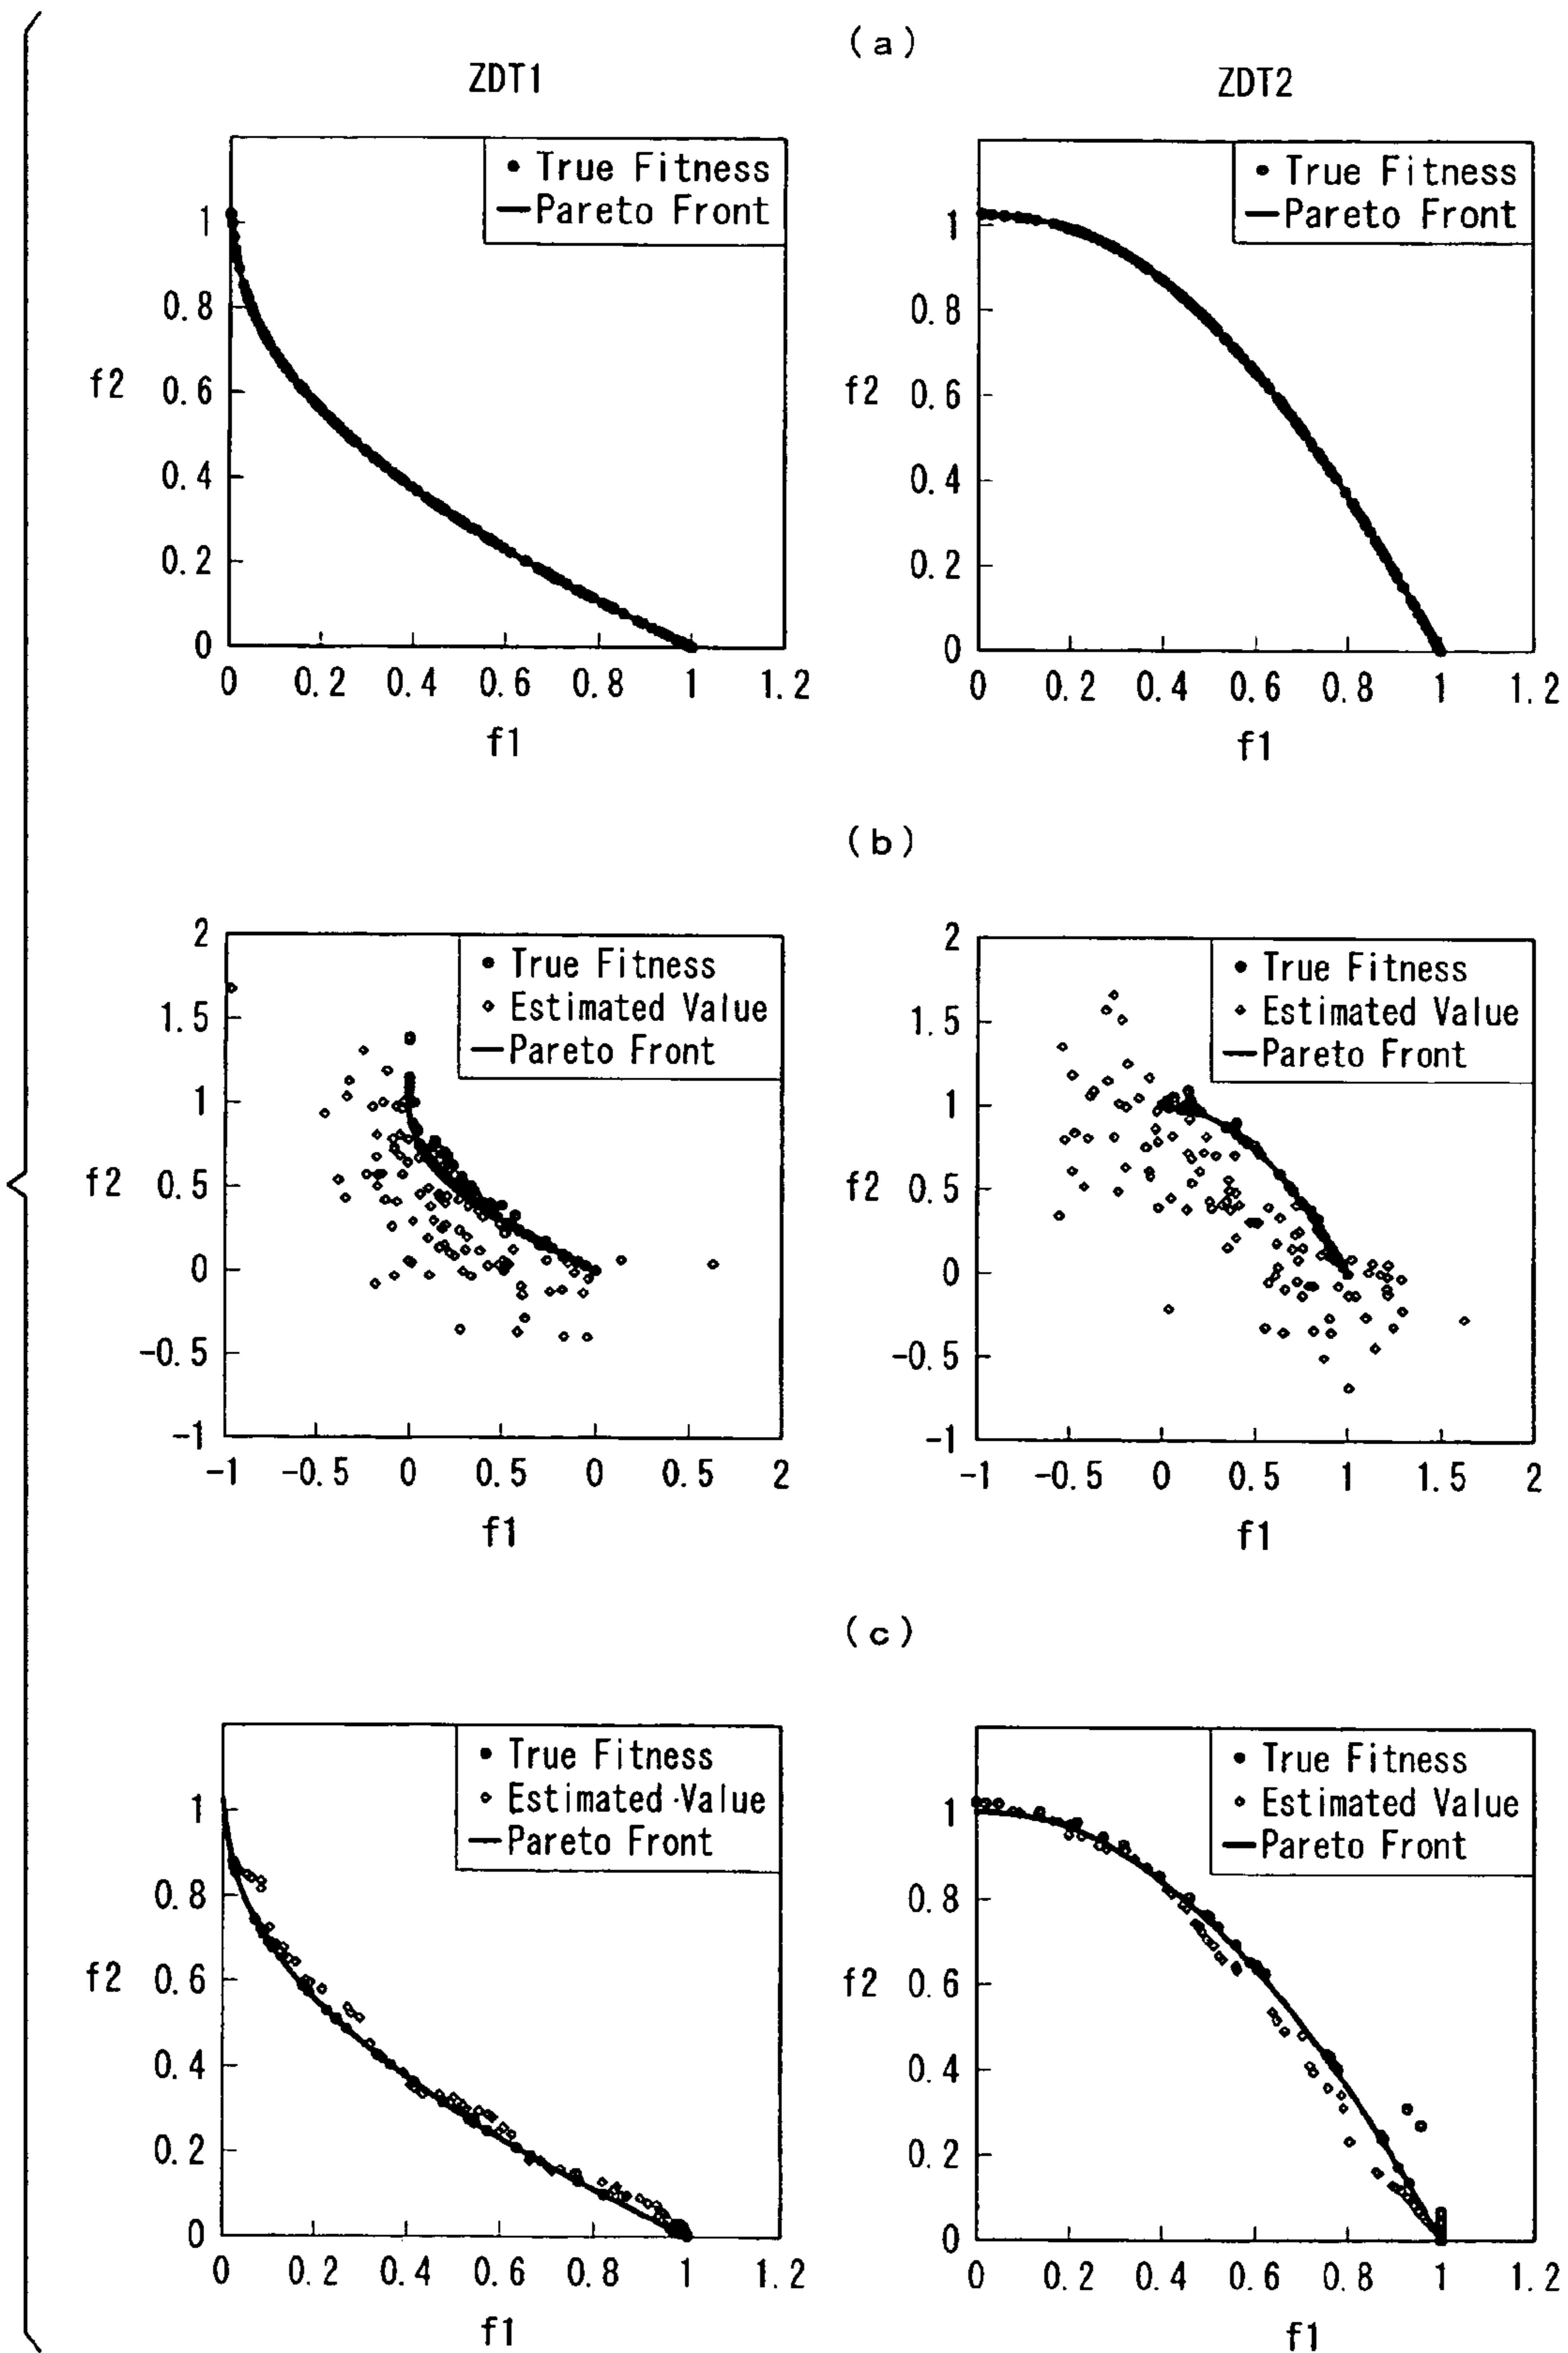 (a)
ZDT1
True Fitness
Pareto Front
1
0.8
0.6
0.4
0.2
0
f2
0 0.2 0.4 0.6 0.8 1 1.2
f1
ZDT2
True Fitness
Pareto Front
1
0.8
0.6
0.4
0.2
0
f2
0 0.2 0.4 0.6 0.8 1 1.2
f1
(b)
True Fitness
Estimated Value
Pareto Front
2
1.5
1
0.5
0
-0.5
-1
f2
-1 -0.5 0 0.5 0 0.5 2
f1
True Fitness
Estimated Value
Pareto Front
2
1.5
1
0.5
0
-0.5
-1
f2
-1 -0.5 0 0.5 1 1.5 2
f1
(c)
True Fitness
Estimated Value
Pareto Front
1
0.8
0.6
0.4
0.2
0
f2
0 0.2 0.4 0.6 0.8 1 1.2
f1
True Fitness
Estimated Value
Pareto Front
1
0.8
0.6
0.4
0.2
0
f2
0 0.2 0.4 0.6 0.8 1 1.2
f1